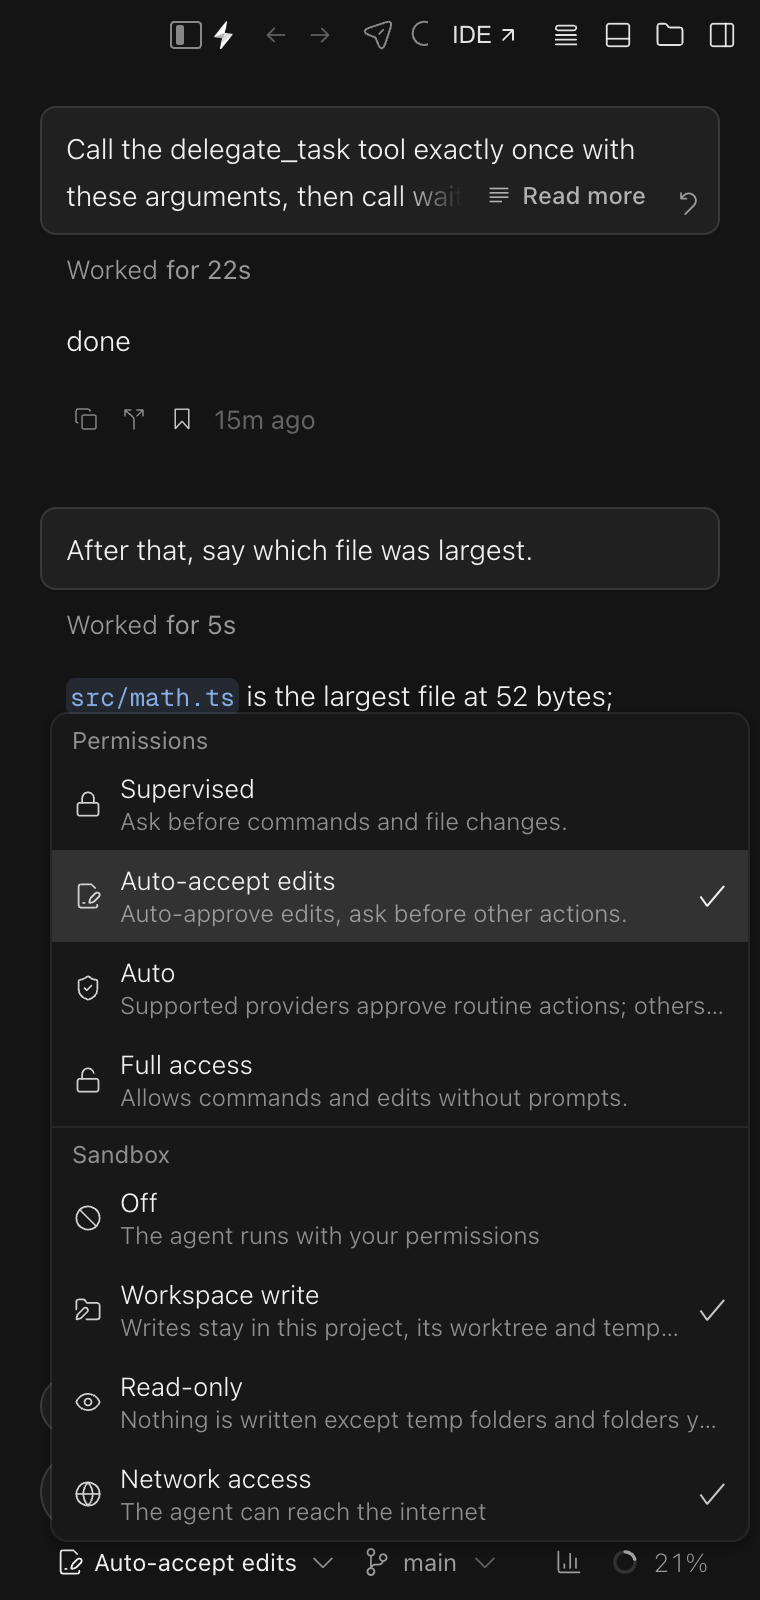 IDE
Call the delegate_task tool exactly once with
these arguments, then call wait
Read more
Worked for 22s
done
15m ago
After that, say which file was largest.
Worked for 5s
src/math.ts is the largest file at 52 bytes;
Permissions
Supervised
Ask before commands and file changes.
Auto-accept edits
Auto-approve edits, ask before other actions.
Auto
Supported providers approve routine actions; others...
Full access
Allows commands and edits without prompts.
Sandbox
Off
The agent runs with your permissions
Workspace write
Writes stay in this project, its worktree and temp...
Read-only
Nothing is written except temp folders and folders y...
Network access
The agent can reach the internet
Auto-accept edits
main
21%